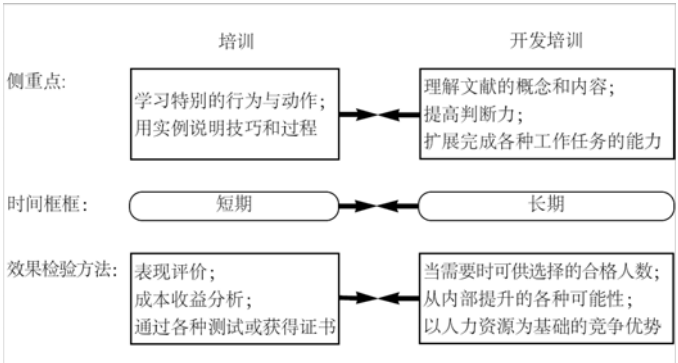 培训
开发培训
侧重点:
学习特别的行为与动作；
用实例说明技巧和过程
理解文献的概念和内容；
提高判断力；
扩展完成各种工作任务的能力
时间框框：
短期
长期
效果检验方法：
表现评价；
成本收益分析；
通过各种测试或获得证书
当需要时可供选择的合格人数；
从内部提升的各种可能性；
以人力资源为基础的竞争优势